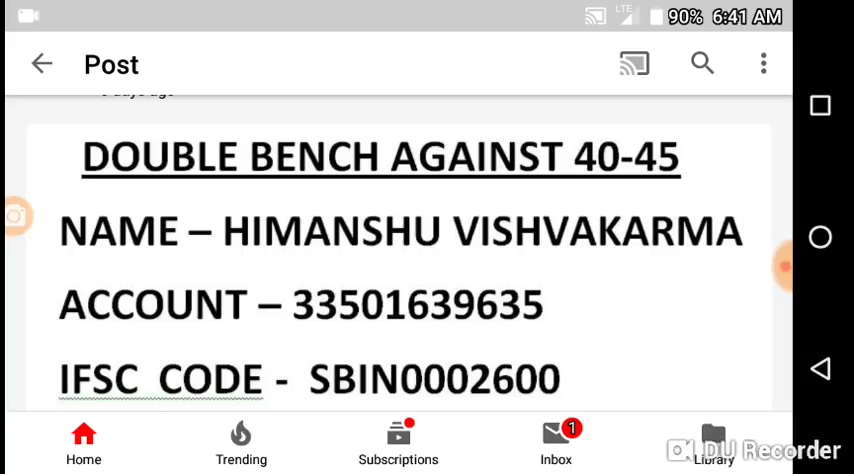 LTE 90% 6:41 AM
Post
DOUBLE BENCH AGAINST 40-45
NAME – HIMANSHU VISHVAKARMA
ACCOUNT – 33501639635
IFSC CODE - SBIN0002600
1
Home Trending Subscriptions Inbox Library
DU Recorder